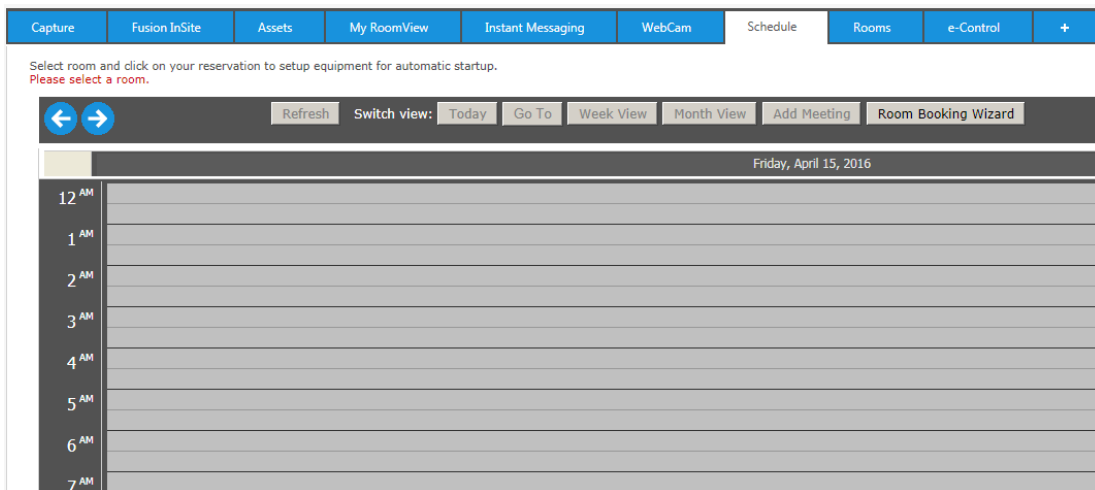 Capture Fusion InSite Assets My RoomView Instant Messaging WebCam Schedule Rooms e-Control +
Select room and click on your reservation to setup equipment for automatic startup.
Please select a room.
Refresh Switch view: Today Go To Week View Month View Add Meeting Room Booking Wizard
Friday, April 15, 2016
12 AM
1 AM
2 AM
3 AM
4 AM
5 AM
6 AM
7 AM